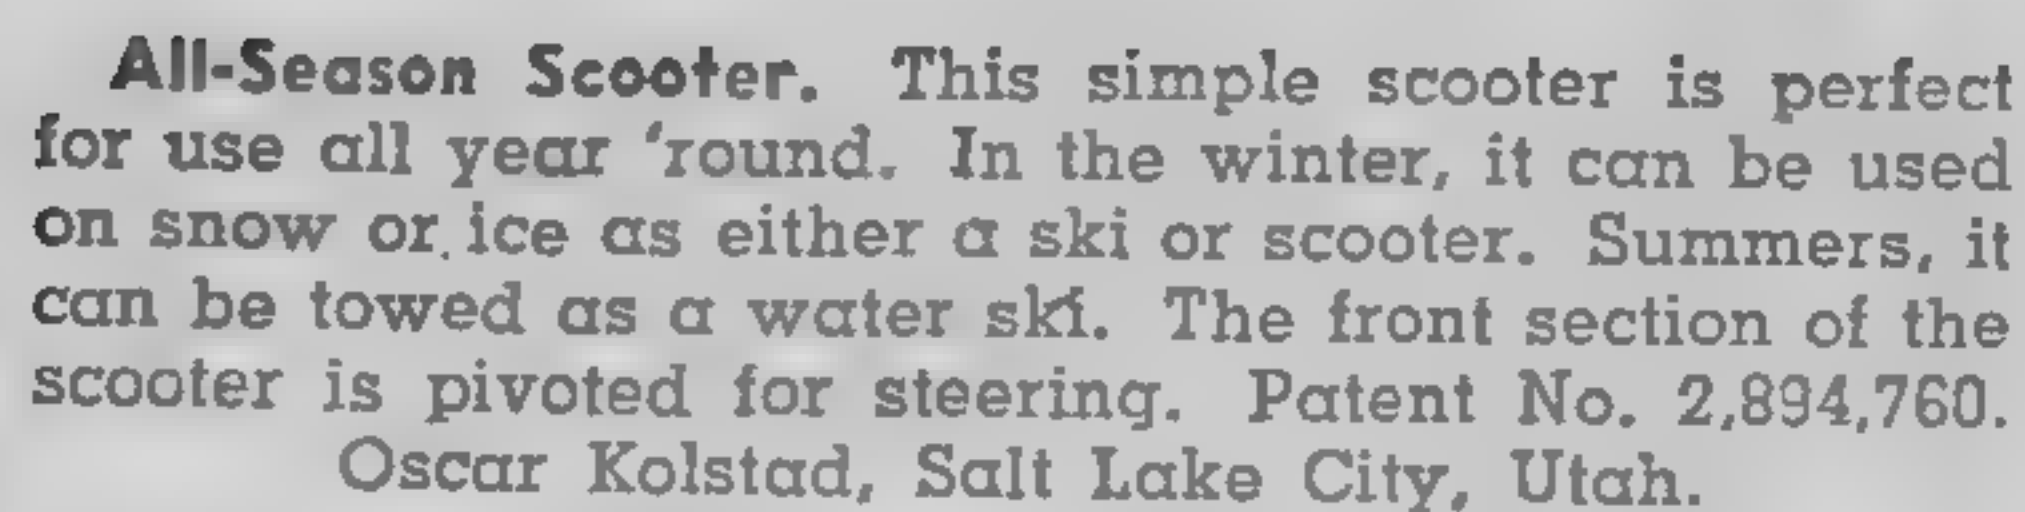 All-Season Scooter. This simple scooter is perfect
for use all year 'round. In the winter, it can be used
on snow or ice as either a ski or scooter. Summers, it
can be towed as a water ski. The front section of the
scooter is pivoted for steering. Patent No. 2,894,760.
Oscar Kolstad, Salt Lake City, Utah.